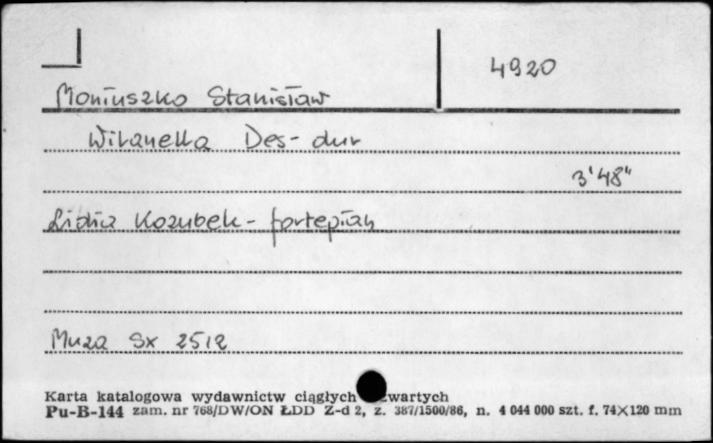 4920
Moniuszko Stanisław
Wilanella Des-dur
3'48"
Lidia Kozubek - fortepian
Muza Sx 2512
Karta katalogowa wydawnictw ciągłych zwartych
Pu-B-144 zam. nr 768/DW/ON ŁDD Z-d 2, z. 387/1500/86, n. 4 044 000 szt. f. 74×120 mm